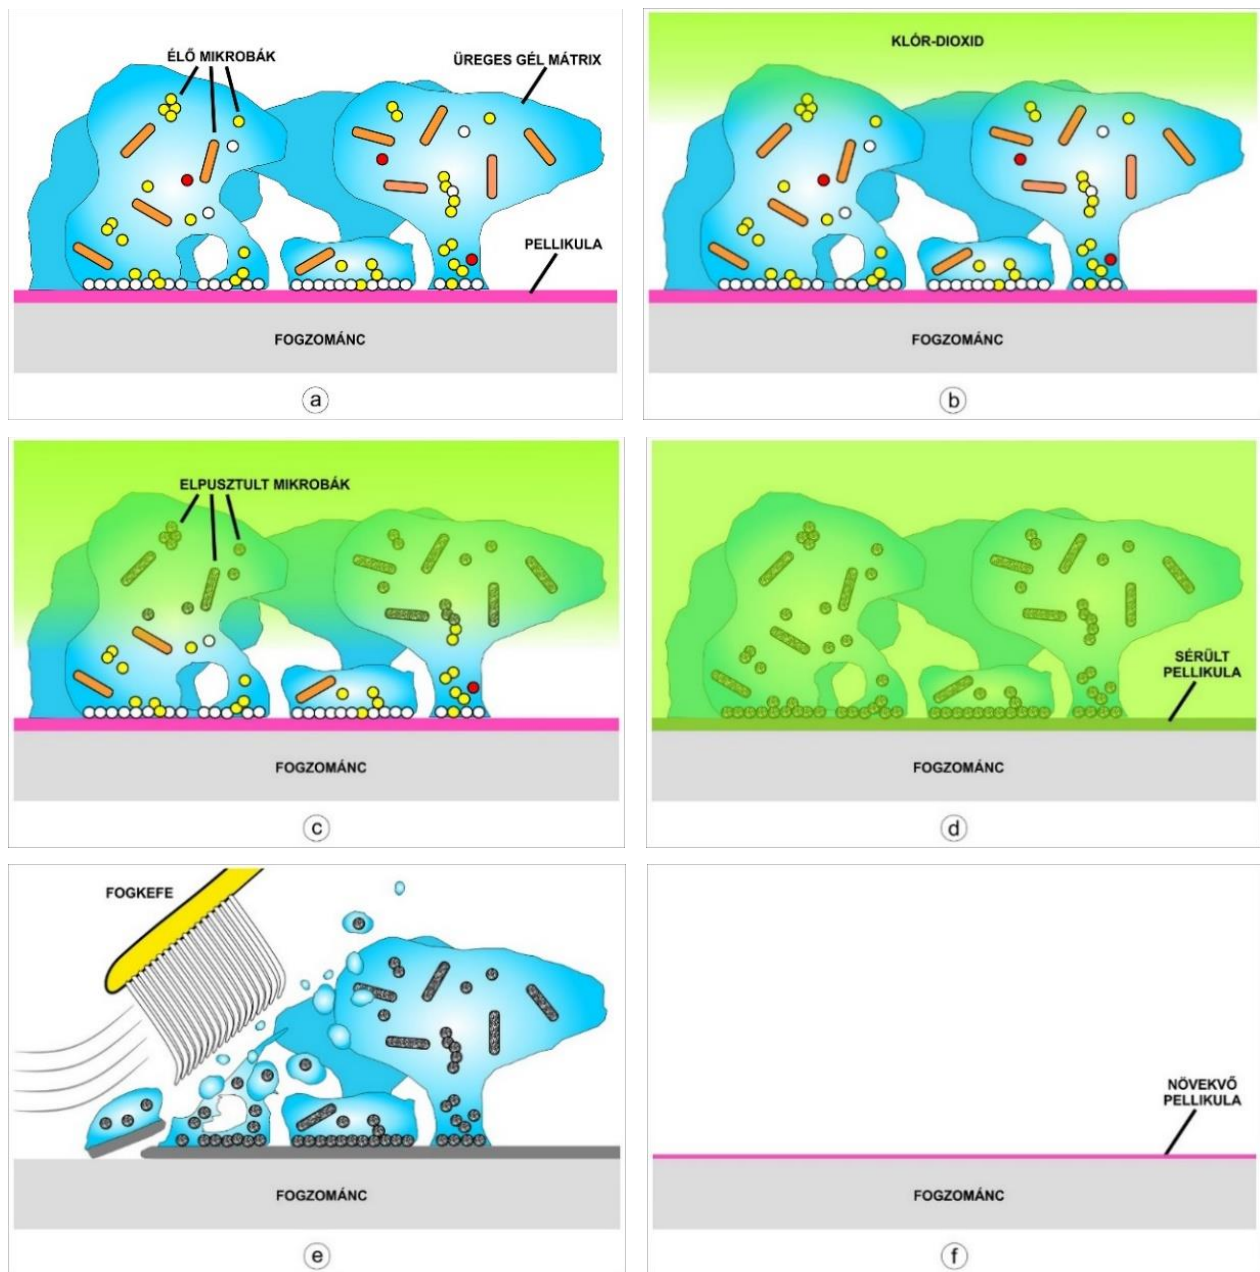 ÉLŐ MIKROBÁK
ÜREGES GÉL MÁTRIX
PELLIKULA
FOGZOMÁNC
a
KLÓR-DIOXID
FOGZOMÁNC
b
ELPUSZTULT MIKROBÁK
FOGZOMÁNC
c
SÉRÜLT
PELLIKULA
FOGZOMÁNC
d
FOGKEFE
FOGZOMÁNC
e
NÖVEKVŐ
PELLIKULA
FOGZOMÁNC
f